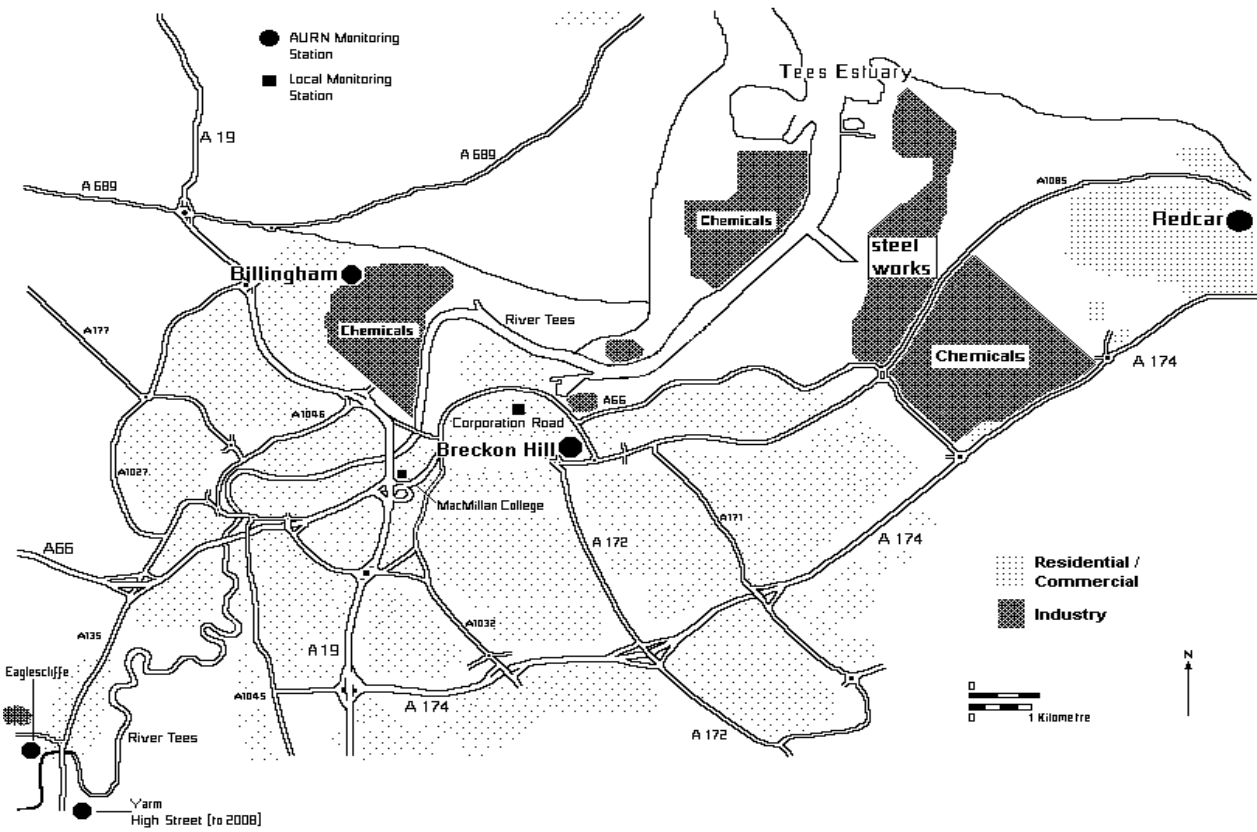 AURN Monitoring
Station
Local Monitoring
Station
Tees Estuary
A 19
A 689
A 689
A1085
Redcar
Chemicals
steel
works
Billingham
Chemicals
River Tees
A177
Chemicals
A 174
A1046
A66
Corporation Road
Breckon Hill
A1027
MacMillan College
A171
A66
A 172
A 174
Residential /
Commercial
Industry
A135
A1032
A19
Eaglescliffe
N
A1045
A 174
0
0
1 Kilometre
River Tees
A 172
Yarm
High Street [to 2008]